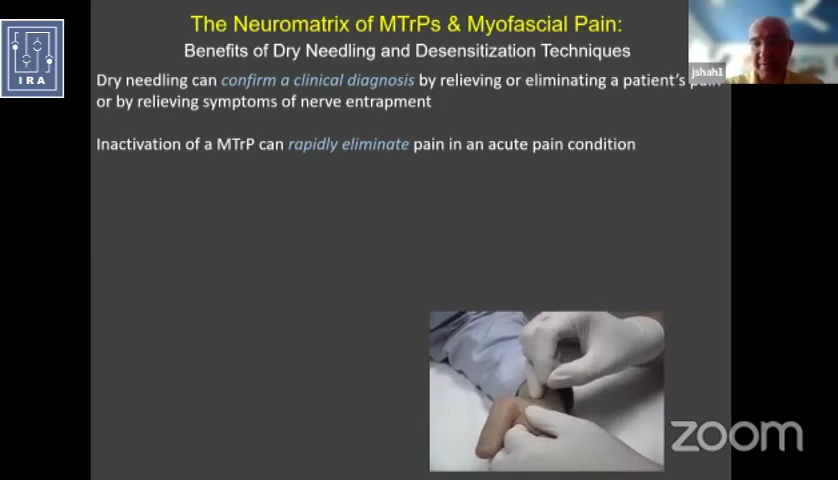 The Neuromatrix of MTrPs & Myofascial Pain:
Benefits of Dry Needling and Desensitization Techniques
jshah1
Dry needling can confirm a clinical diagnosis by relieving or eliminating a patient's pain
or by relieving symptoms of nerve entrapment
IRA
Inactivation of a MTrP can rapidly eliminate pain in an acute pain condition
zoom